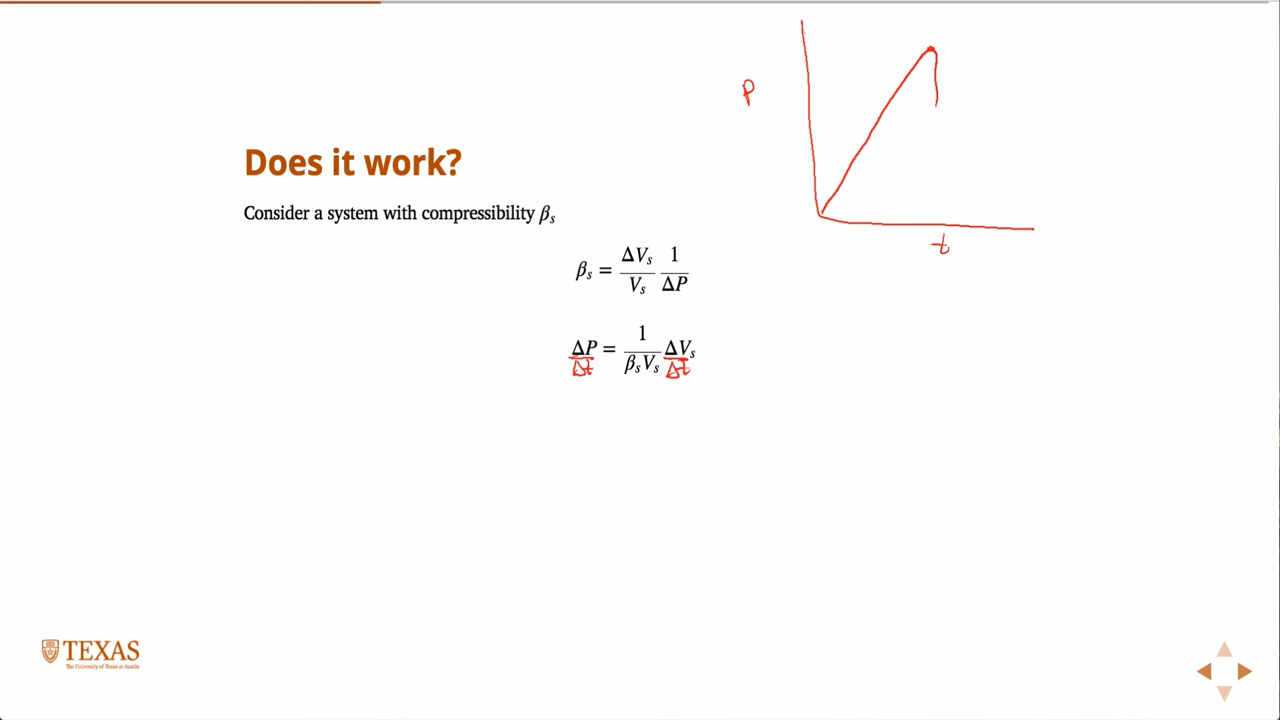 Does it work?
Consider a system with compressibility βₛ
βₛ = ΔVₛ/Vₛ 1/ΔP
ΔP/Δt = 1/(βₛVₛ) ΔVₛ/Δt
P
t
TEXAS
The University of Texas at Austin